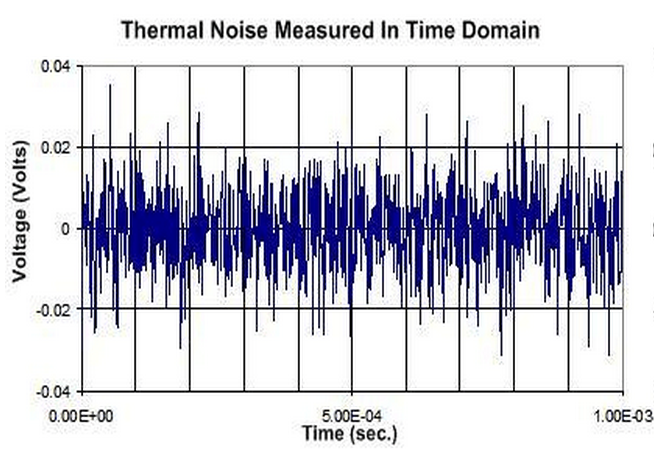 Thermal Noise Measured In Time Domain
0.04
0.02
0
-0.02
-0.04
Voltage (Volts)
0.00E+00 5.00E-04 1.00E-03
Time (sec.)